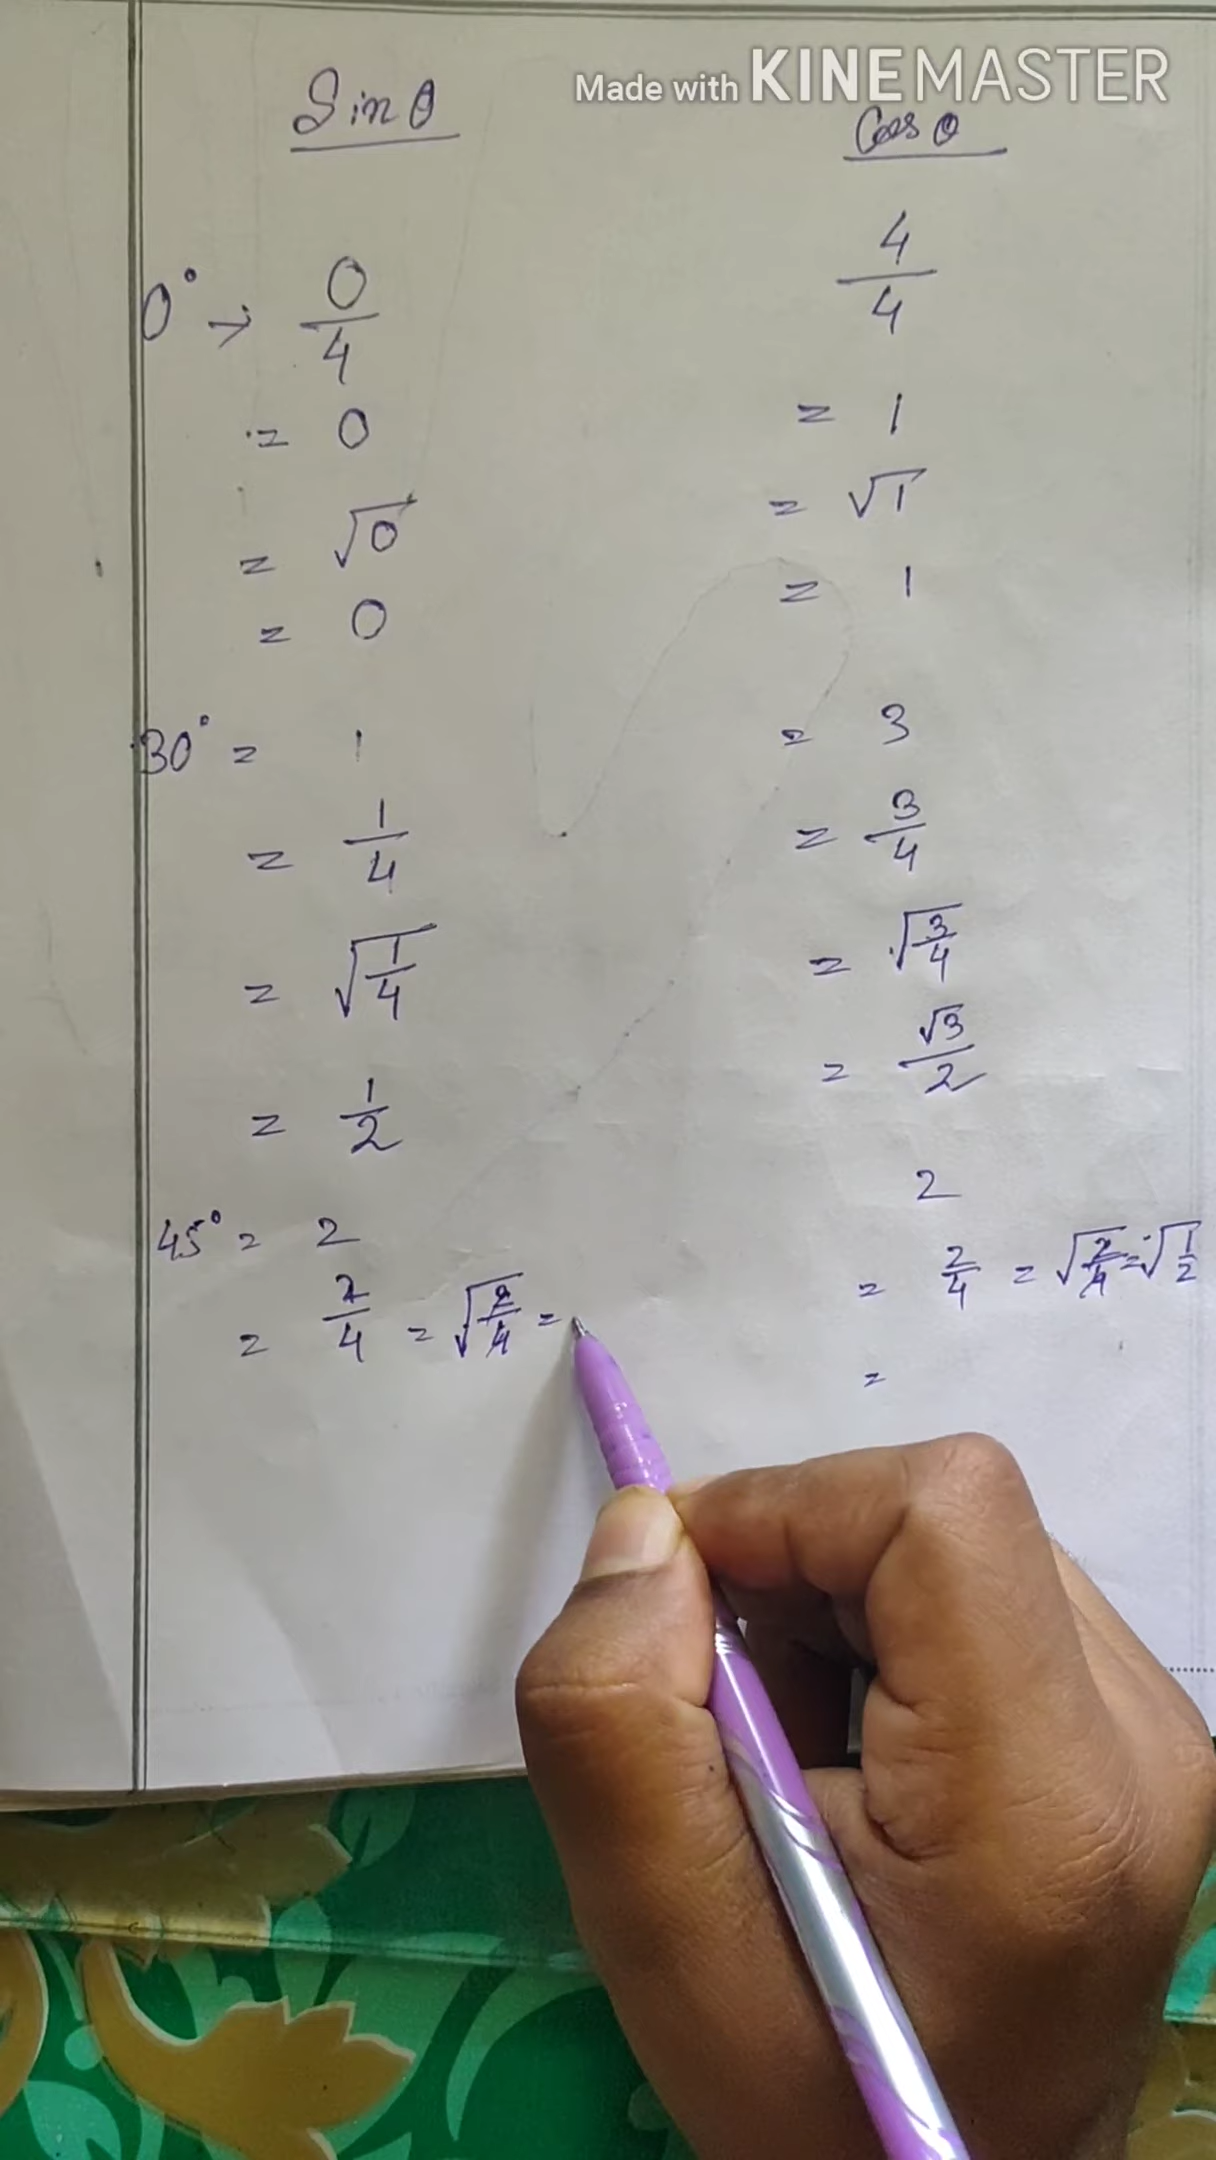 Made with KINEMASTER
Sinθ
Cosθ
0° → 0/4
4/4
= 0
= 1
= √0
= √1
= 0
= 1
30° = 1
= 3
= 1/4
= 3/4
= √1/4
= √3/4
= 1/2
= √3/2
45° = 2
2
= 2/4 = √2/4 =
= 2/4 = √2/4 = √1/2
=